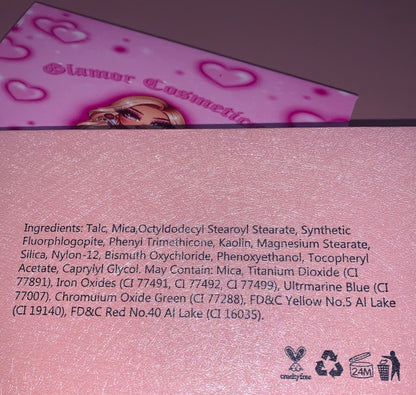 Glamor Cosmetic
Ingredients: Talc, Mica,Octyldodecyl Stearoyl Stearate, Synthetic
Fluorphlogopite, Phenyl Trimethicone, Kaolin, Magnesium Stearate,
Silica, Nylon-12, Bismuth Oxychloride, Phenoxyethanol, Tocopheryl
Acetate, Caprylyl Glycol. May Contain: Mica, Titanium Dioxide (CI
77891), Iron Oxides (CI 77491, CI 77492, CI 77499), Ultrmarine Blue (CI
77007). Chromuium Oxide Green (CI 77288), FD&C Yellow No,5 Al Lake
(CI 19140), FD&C Red No.40 Al Lake (CI 16035).
crueltyfree
24M